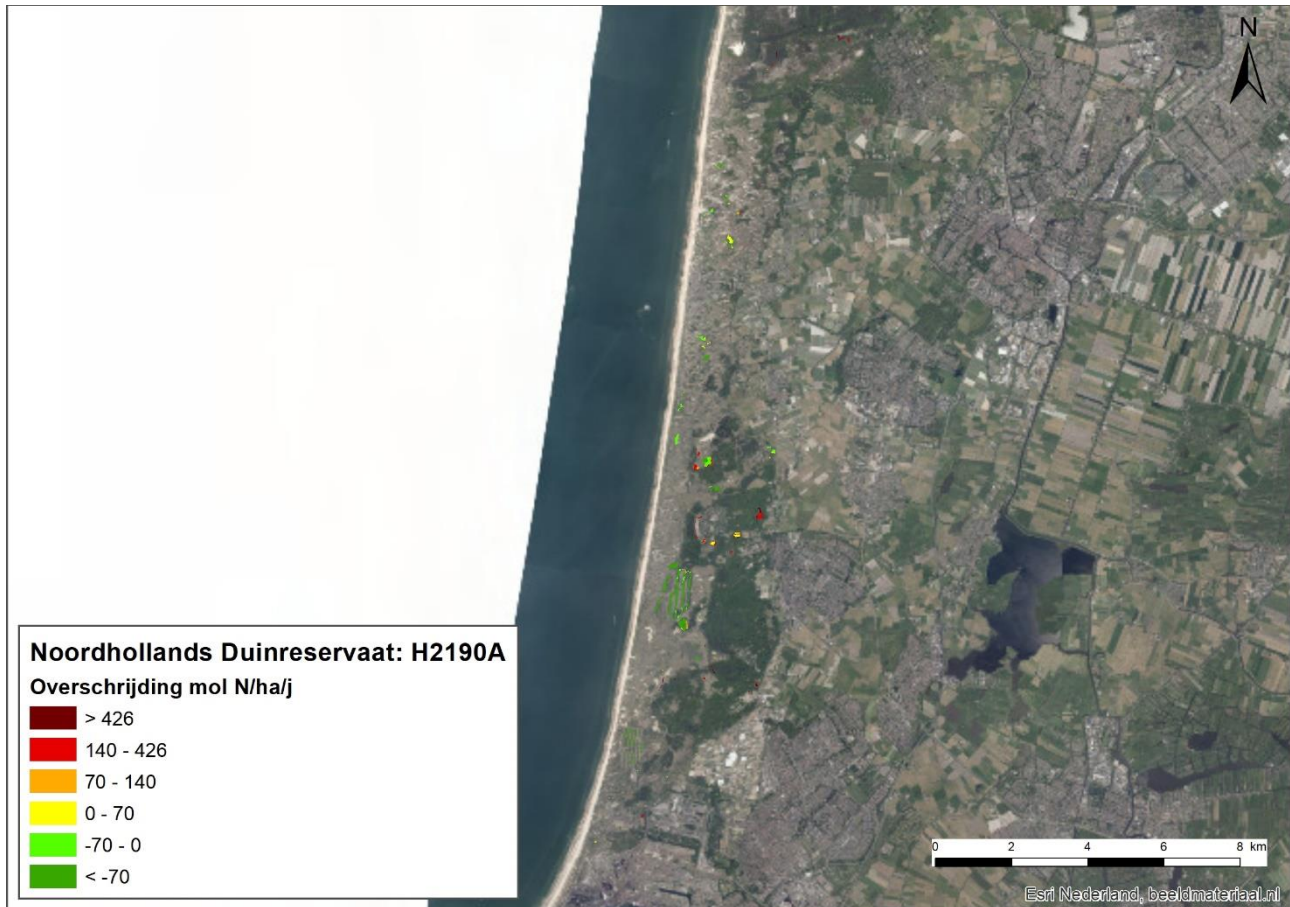 N
Noordhollands Duinreservaat: H2190A
Overschrijding mol N/ha/j
> 426
140 - 426
70 - 140
0 - 70
-70 - 0
< -70
0 2 4 6 8 km
Esri Nederland, beeldmateriaal.nl